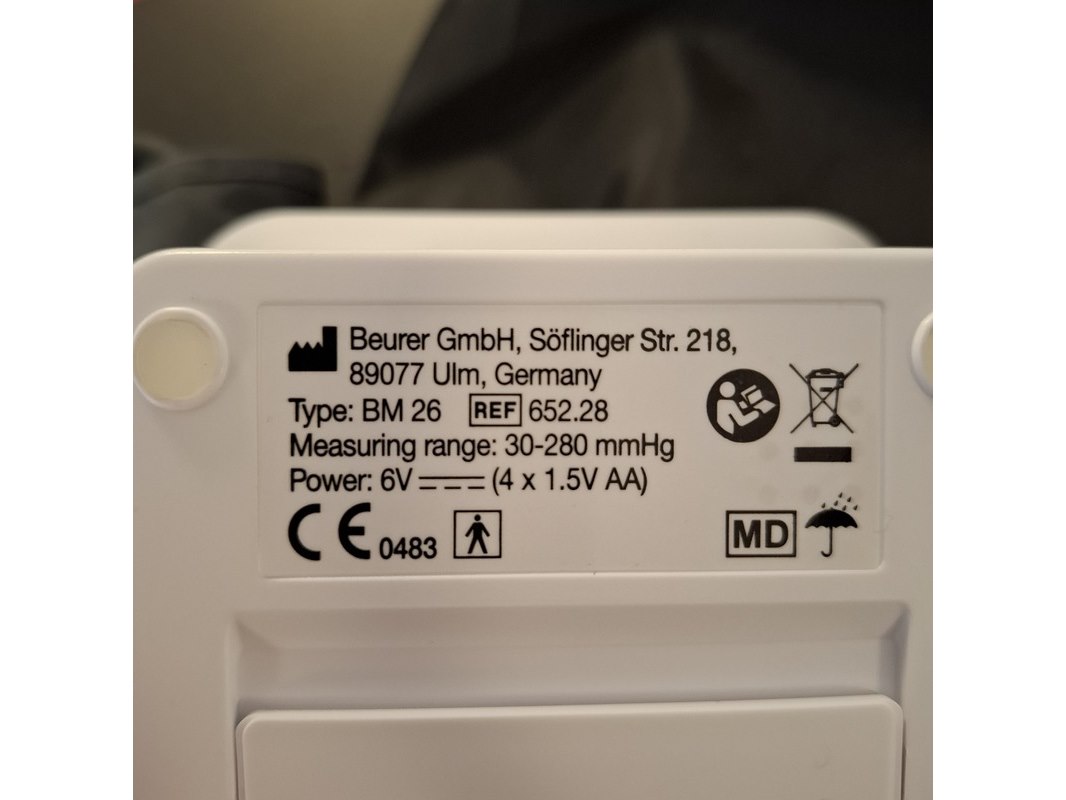 Beurer GmbH, Söflinger Str. 218,
89077 Ulm, Germany
Type: BM 26 REF 652.28
Measuring range: 30-280 mmHg
Power: 6V (4 x 1.5V AA)
CE 0483
MD